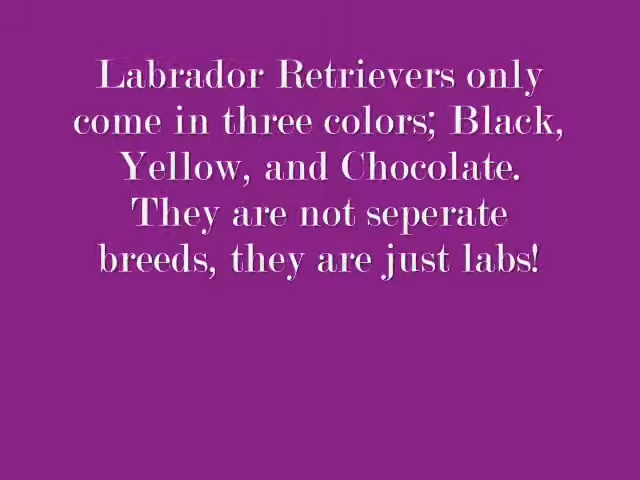 Labrador Retrievers only
come in three colors; Black,
Yellow, and Chocolate.
They are not seperate
breeds, they are just labs!